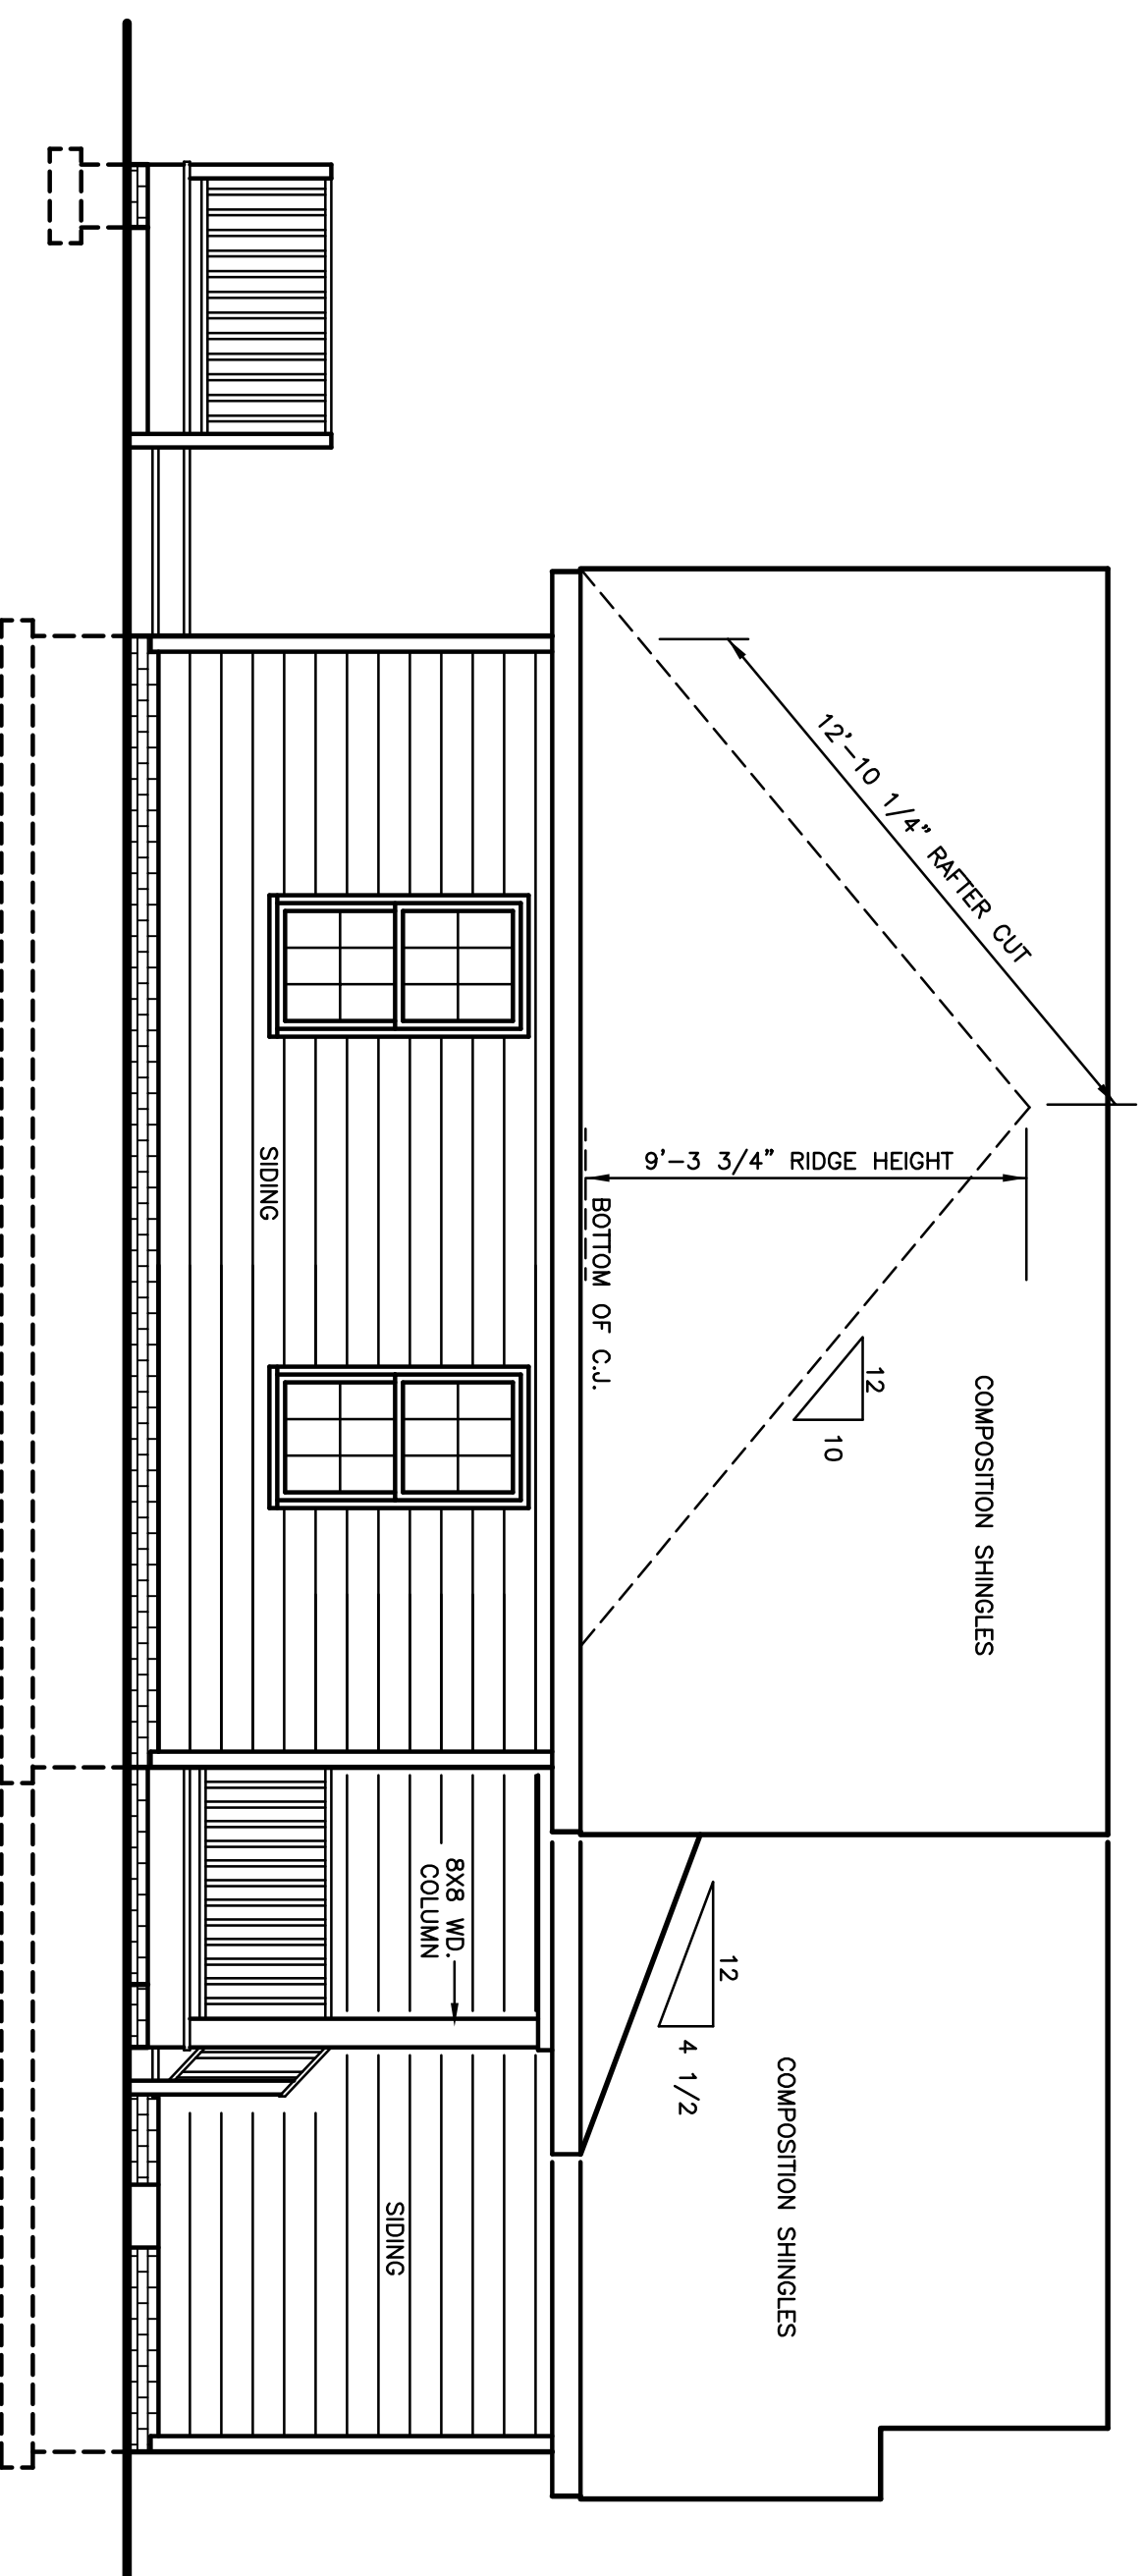 12'-10 1/4" RAFTER CUT
9'-3 3/4" RIDGE HEIGHT
BOTTOM OF C.J.
12
10
COMPOSITION SHINGLES
SIDING
12
4 1/2
COMPOSITION SHINGLES
8X8 WD.
COLUMN
SIDING